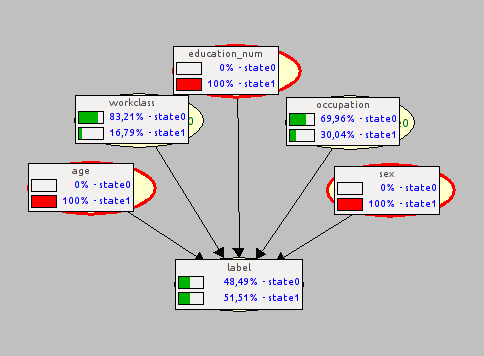 education_num
0% - state0
100% - state1
workclass
83,21% - state0
16,79% - state1
occupation
69,96% - state0
30,04% - state1
age
0% - state0
100% - state1
sex
0% - state0
100% - state1
label
48,49% - state0
51,51% - state1